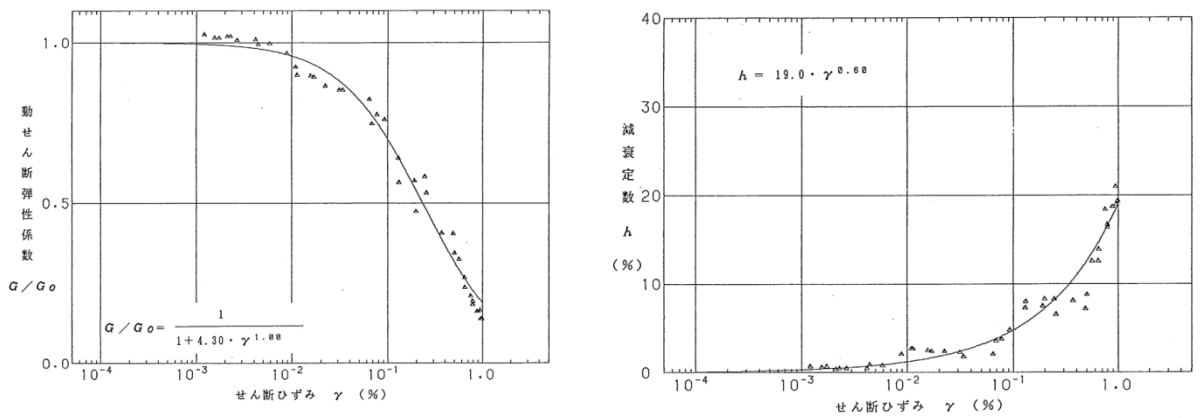 動せん断弾性係数 G／G₀
1.0
0.5
0.0
G／G₀= 1 / 1+4.30・γ^1.00
10⁻⁴ 10⁻³ 10⁻² 10⁻¹ 1.0
せん断ひずみ γ （%）
減衰定数 h （%）
40
30
20
10
0
h = 19.0・γ^0.60
10⁻⁴ 10⁻³ 10⁻² 10⁻¹ 1.0
せん断ひずみ γ （%）